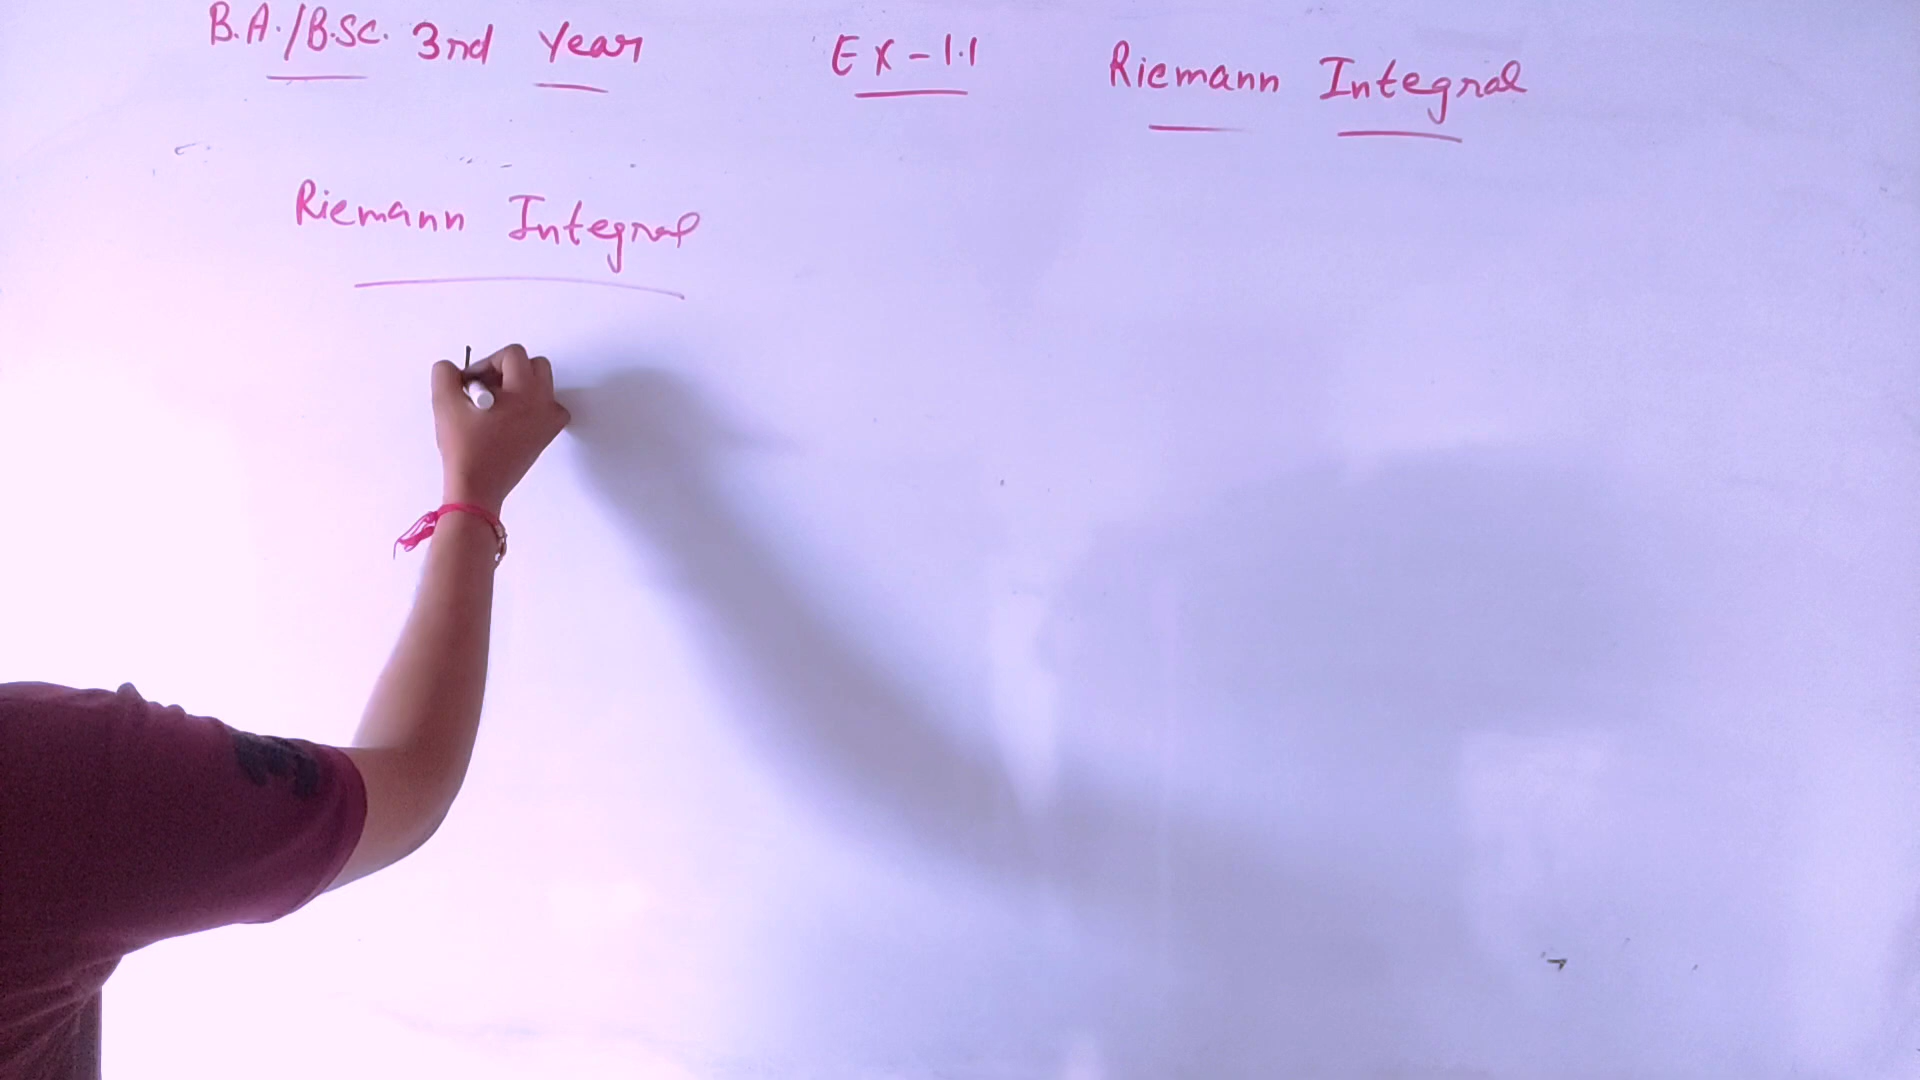 B.A./B.Sc. 3rd Year Ex-1.1 Riemann Integral
Riemann Integral